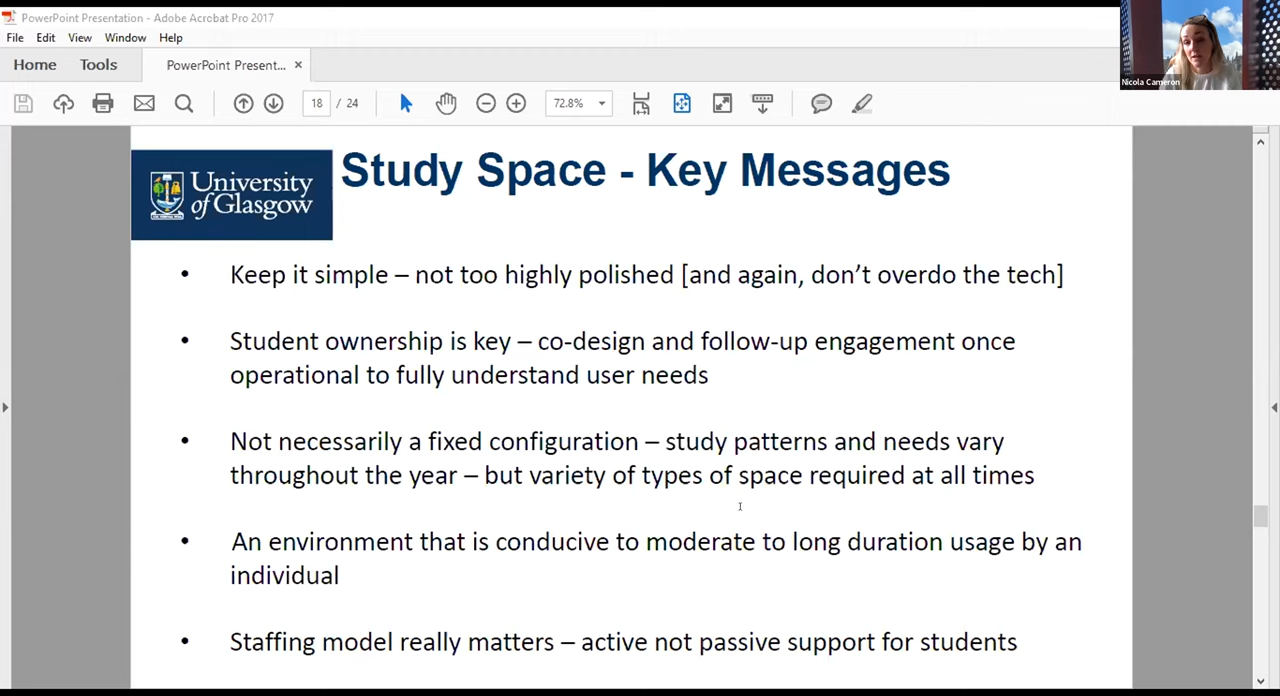 PowerPoint Presentation - Adobe Acrobat Pro 2017
File Edit View Window Help
Home Tools PowerPoint Present... ×
18 / 24 72.8%
Nicola Cameron
University
of Glasgow
Study Space - Key Messages
• Keep it simple – not too highly polished [and again, don’t overdo the tech]
• Student ownership is key – co-design and follow-up engagement once
operational to fully understand user needs
• Not necessarily a fixed configuration – study patterns and needs vary
throughout the year – but variety of types of space required at all times
• An environment that is conducive to moderate to long duration usage by an
individual
• Staffing model really matters – active not passive support for students